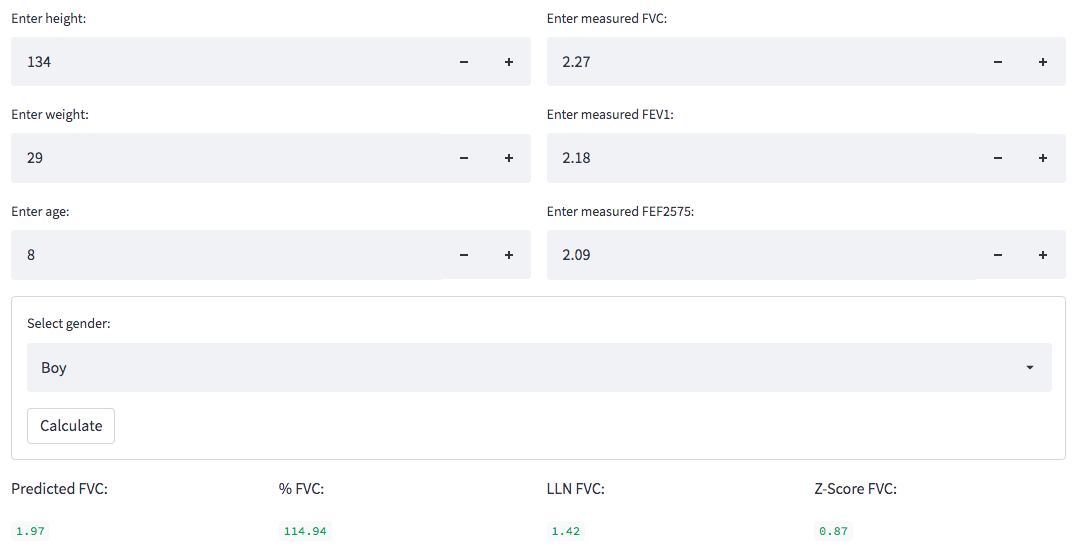 Enter height:
Enter measured FVC:
134
2.27
Enter weight:
Enter measured FEV1:
29
2.18
Enter age:
Enter measured FEF2575:
8
2.09
Select gender:
Boy
Calculate
Predicted FVC:
% FVC:
LLN FVC:
Z-Score FVC:
1.97
114.94
1.42
0.87